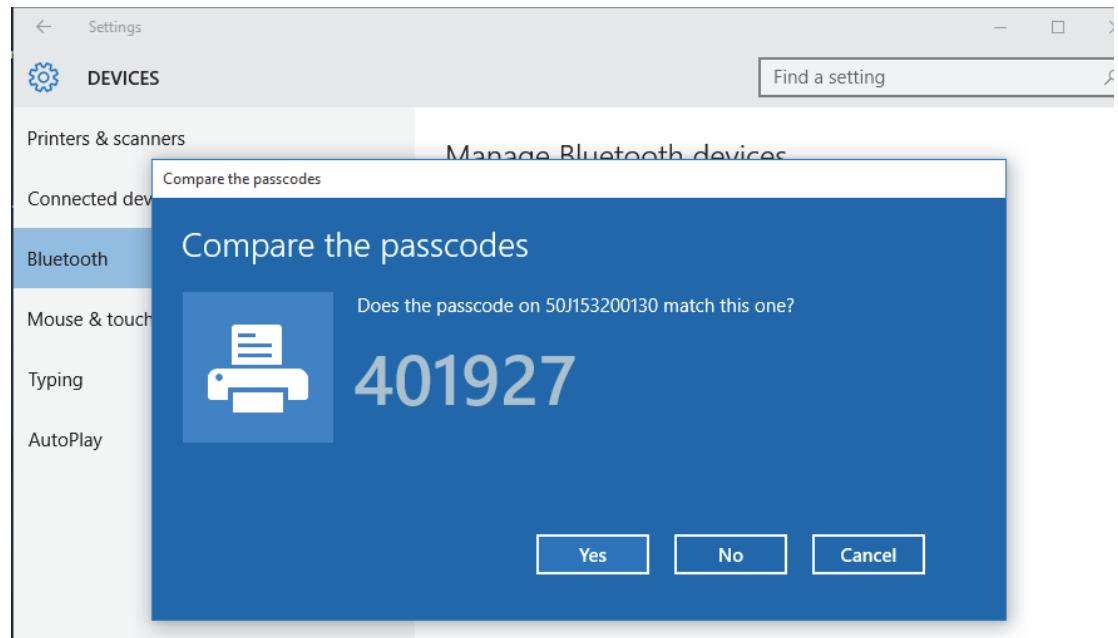 Settings
DEVICES
Find a setting
Printers & scanners
Manage Bluetooth devices
Connected dev
Compare the passcodes
Bluetooth
Compare the passcodes
Does the passcode on 50J153200130 match this one?
Mouse & touch
401927
Typing
AutoPlay
Yes No Cancel